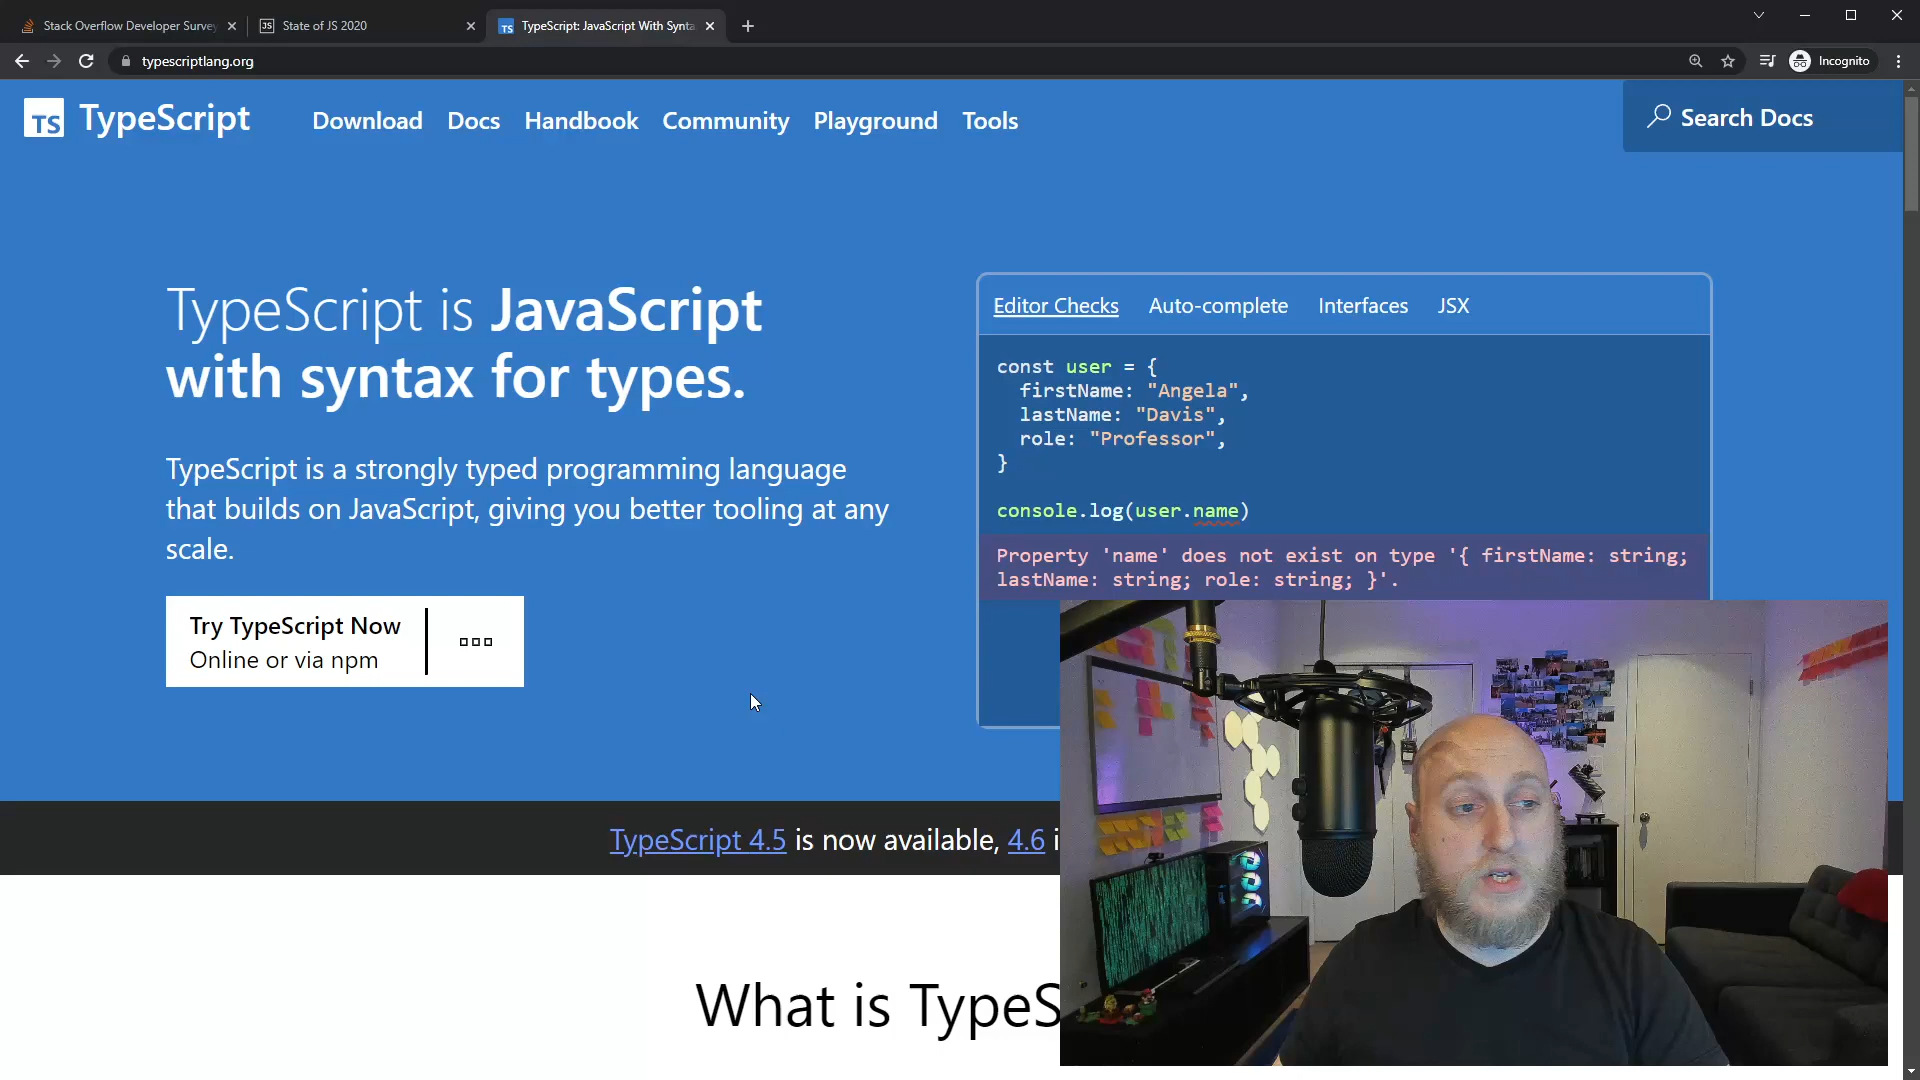 Stack Overflow Developer Survey
State of JS 2020
TypeScript: JavaScript With Synta
typescriptlang.org
Incognito
TS TypeScript
Download Docs Handbook Community Playground Tools
Search Docs
TypeScript is JavaScript
with syntax for types.
TypeScript is a strongly typed programming language
that builds on JavaScript, giving you better tooling at any
scale.
Try TypeScript Now
Online or via npm
Editor Checks Auto-complete Interfaces JSX
const user = {
firstName: "Angela",
lastName: "Davis",
role: "Professor",
}
console.log(user.name)
Property 'name' does not exist on type '{ firstName: string;
lastName: string; role: string; }'.
TypeScript 4.5 is now available, 4.6 i
What is TypeS